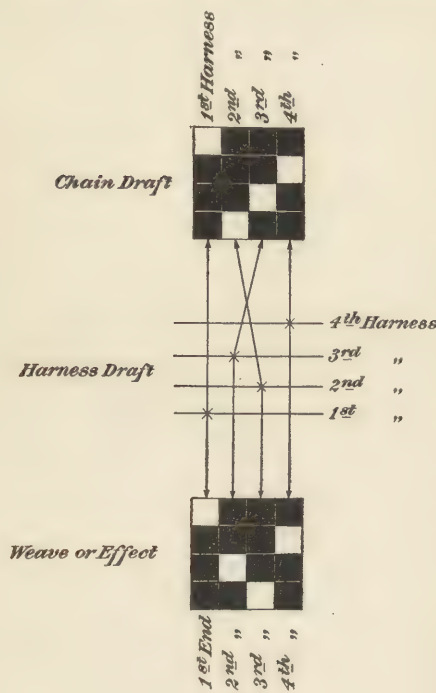 1st Harness
2nd „
3rd „ „
4th „ „
Chain Draft
4th Harness
3rd „
Harness Draft
2nd „
1st „
Weave or Effect
1st End
2nd „
3rd „
4th „